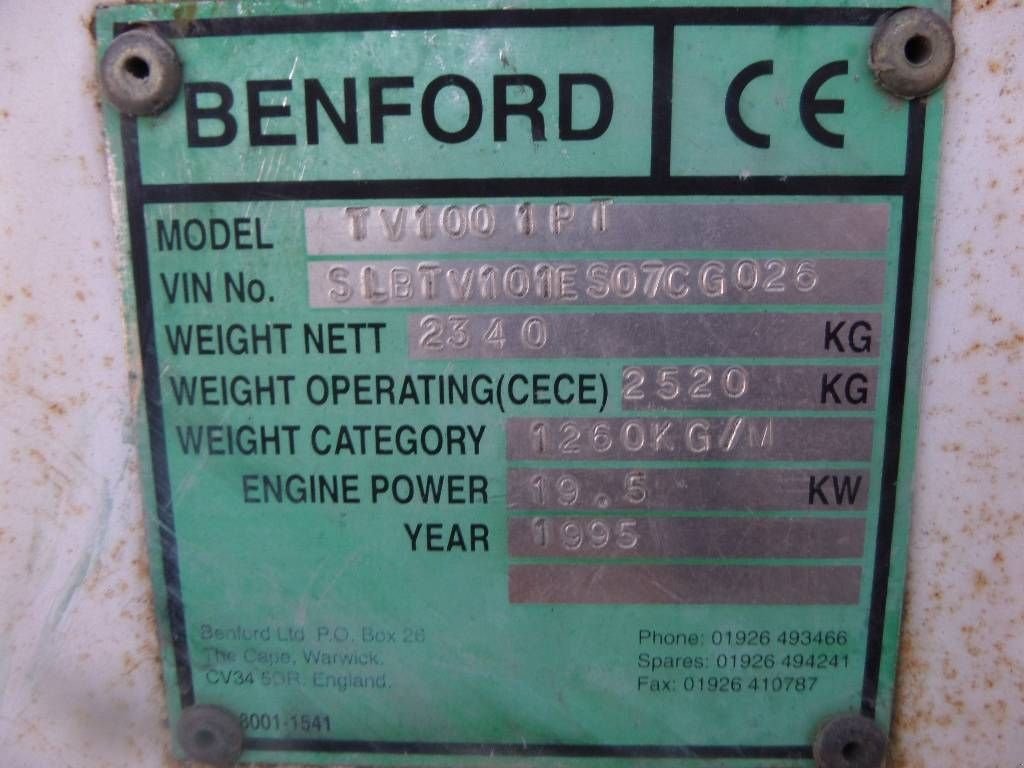 BENFORD CE
MODEL TV100 1PT
VIN No. SLBTV101ES07CG026
WEIGHT NETT 2340 KG
WEIGHT OPERATING(CECE) 2520 KG
WEIGHT CATEGORY 1260KG/M
ENGINE POWER 19.5 KW
YEAR 1995
Benford Ltd P.O. Box 26
The Cape, Warwick.
CV34 5DR. England.
Phone: 01926 493466
Spares: 01926 494241
Fax: 01926 410787
8001-1541